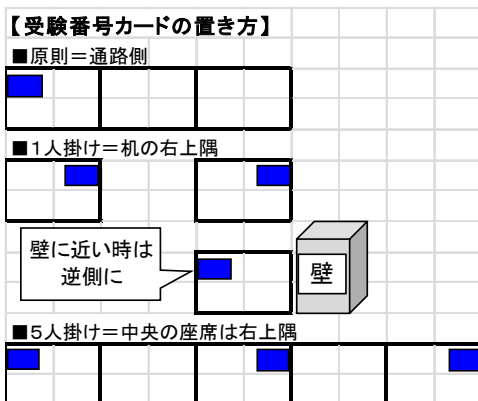 【受験番号カードの置き方】
■原則＝通路側
■1人掛け＝机の右上隅
壁に近い時は
逆側に
壁
■5人掛け＝中央の座席は右上隅